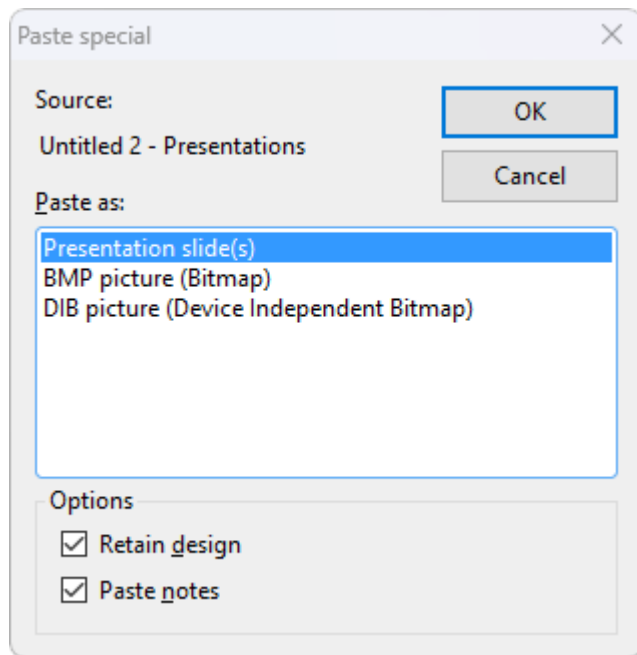 Paste special
Source:
OK
Untitled 2 - Presentations
Cancel
Paste as:
Presentation slide(s)
BMP picture (Bitmap)
DIB picture (Device Independent Bitmap)
Options
Retain design
Paste notes